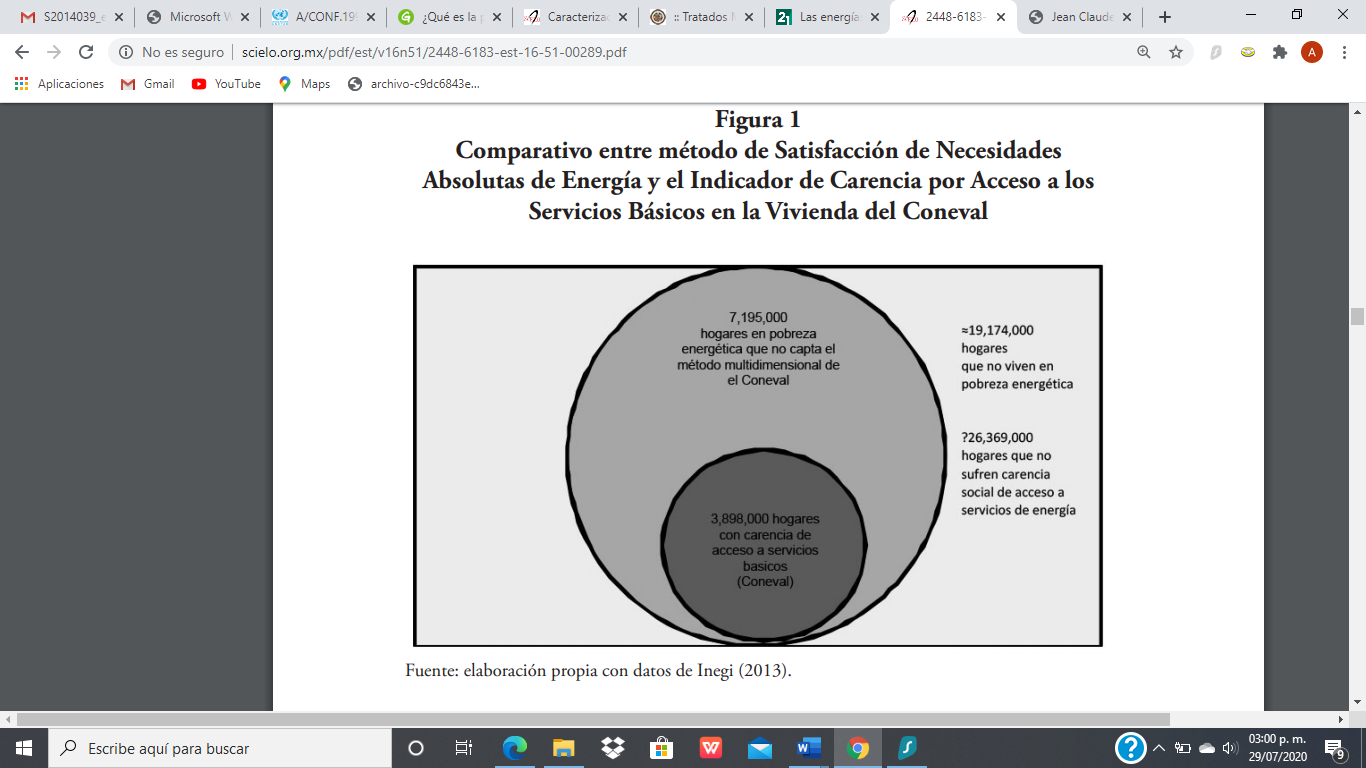 S2014039_e
Microsoft W
A/CONF.199
¿Qué es la p
Caracterizac
:: Tratados M
Las energías
2448-6183-
Jean Claude
No es seguro | scielo.org.mx/pdf/est/v16n51/2448-6183-est-16-51-00289.pdf
A
Aplicaciones
Gmail
YouTube
Maps
archivo-c9dc6843e...
Figura 1
Comparativo entre método de Satisfacción de Necesidades
Absolutas de Energía y el Indicador de Carencia por Acceso a los
Servicios Básicos en la Vivienda del Coneval
7,195,000
hogares en pobreza
energética que no capta el
método multidimensional de
el Coneval
≈19,174,000
hogares
que no viven en
pobreza energética
?26,369,000
hogares que no
sufren carencia
social de acceso a
servicios de energía
3,898,000 hogares
con carencia de
acceso a servicios
basicos
(Coneval)
Fuente: elaboración propia con datos de Inegi (2013).
Escribe aquí para buscar
03:00 p. m.
29/07/2020
9